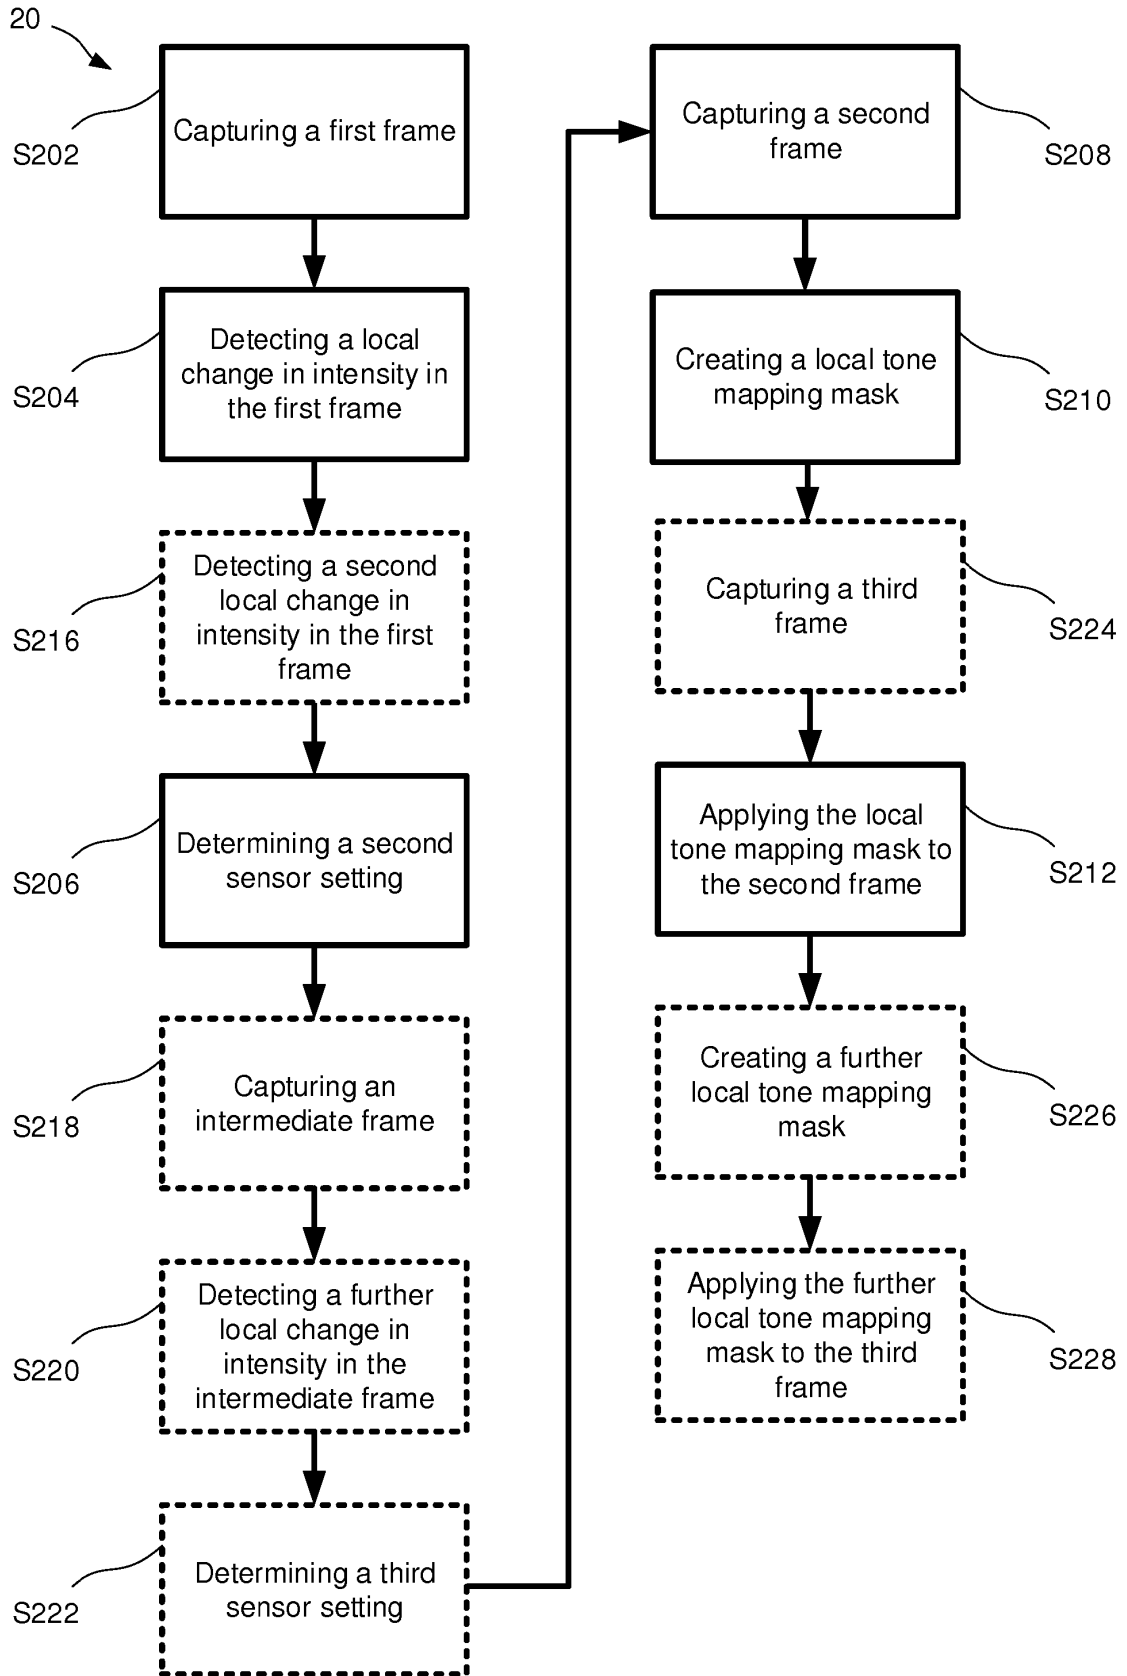 20
Capturing a first frame
S202
Detecting a local
change in intensity in
the first frame
S204
Detecting a second
local change in
intensity in the first
frame
S216
Determining a second
sensor setting
S206
Capturing an
intermediate frame
S218
Detecting a further
local change in
intensity in the
intermediate frame
S220
Determining a third
sensor setting
S222
Capturing a second
frame
S208
Creating a local tone
mapping mask
S210
Capturing a third
frame
S224
Applying the local
tone mapping mask to
the second frame
S212
Creating a further
local tone mapping
mask
S226
Applying the further
local tone mapping
mask to the third
frame
S228